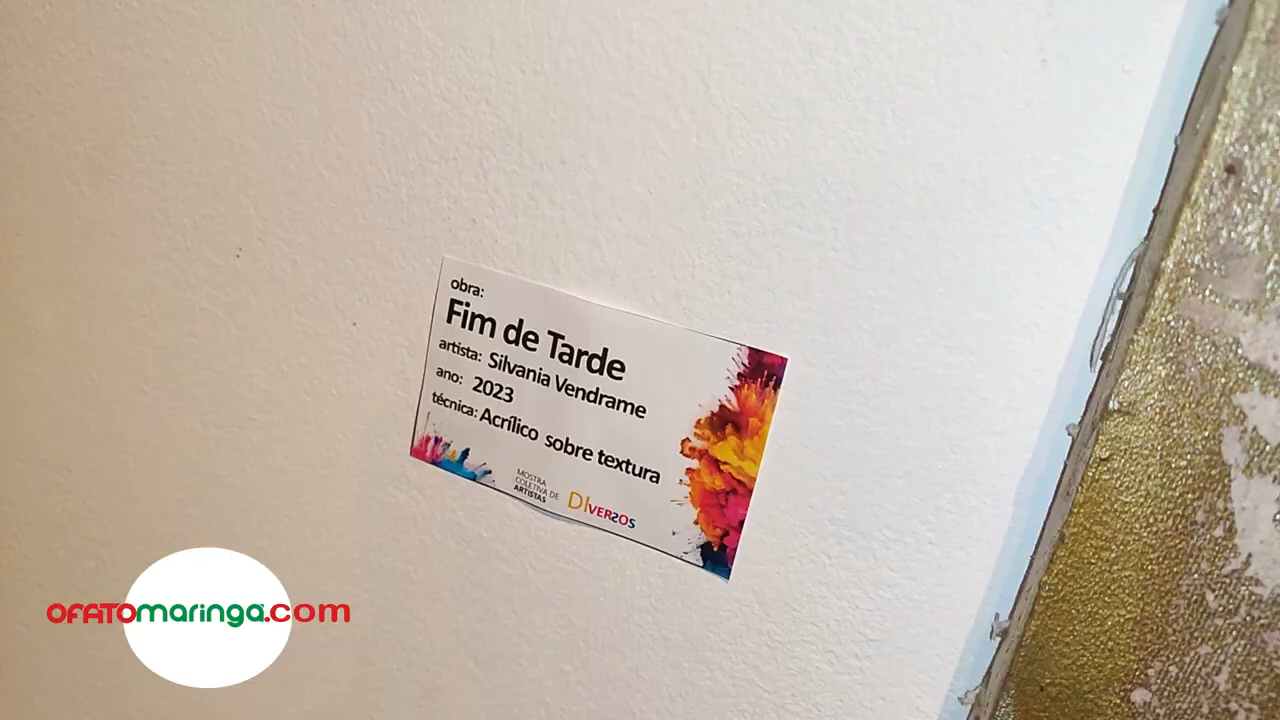 obra:
Fim de Tarde
artista: Silvania Vendrame
ano: 2023
técnica: Acrílico sobre textura
MOSTRA
COLETIVA DE
ARTISTAS
DIVERSOS
OFATOmaringá.com